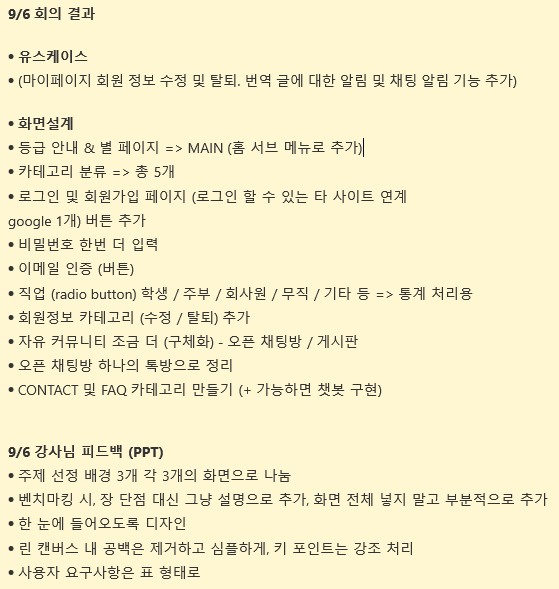 9/6 회의 결과
• 유스케이스
• (마이페이지 회원 정보 수정 및 탈퇴. 번역 글에 대한 알림 및 채팅 알림 기능 추가)
• 화면설계
• 등급 안내 & 별 페이지 => MAIN (홈 서브 메뉴로 추가)
• 카테고리 분류 => 총 5개
• 로그인 및 회원가입 페이지 (로그인 할 수 있는 타 사이트 연계
google 1개) 버튼 추가
• 비밀번호 한번 더 입력
• 이메일 인증 (버튼)
• 직업 (radio button) 학생 / 주부 / 회사원 / 무직 / 기타 등 => 통계 처리용
• 회원정보 카테고리 (수정 / 탈퇴) 추가
• 자유 커뮤니티 조금 더 (구체화) - 오픈 채팅방 / 게시판
• 오픈 채팅방 하나의 톡방으로 정리
• CONTACT 및 FAQ 카테고리 만들기 (+ 가능하면 챗봇 구현)
9/6 강사님 피드백 (PPT)
• 주제 선정 배경 3개 각 3개의 화면으로 나눔
• 벤치마킹 시, 장 단점 대신 그냥 설명으로 추가, 화면 전체 넣지 말고 부분적으로 추가
• 한 눈에 들어오도록 디자인
• 린 캔버스 내 공백은 제거하고 심플하게, 키 포인트는 강조 처리
• 사용자 요구사항은 표 형태로